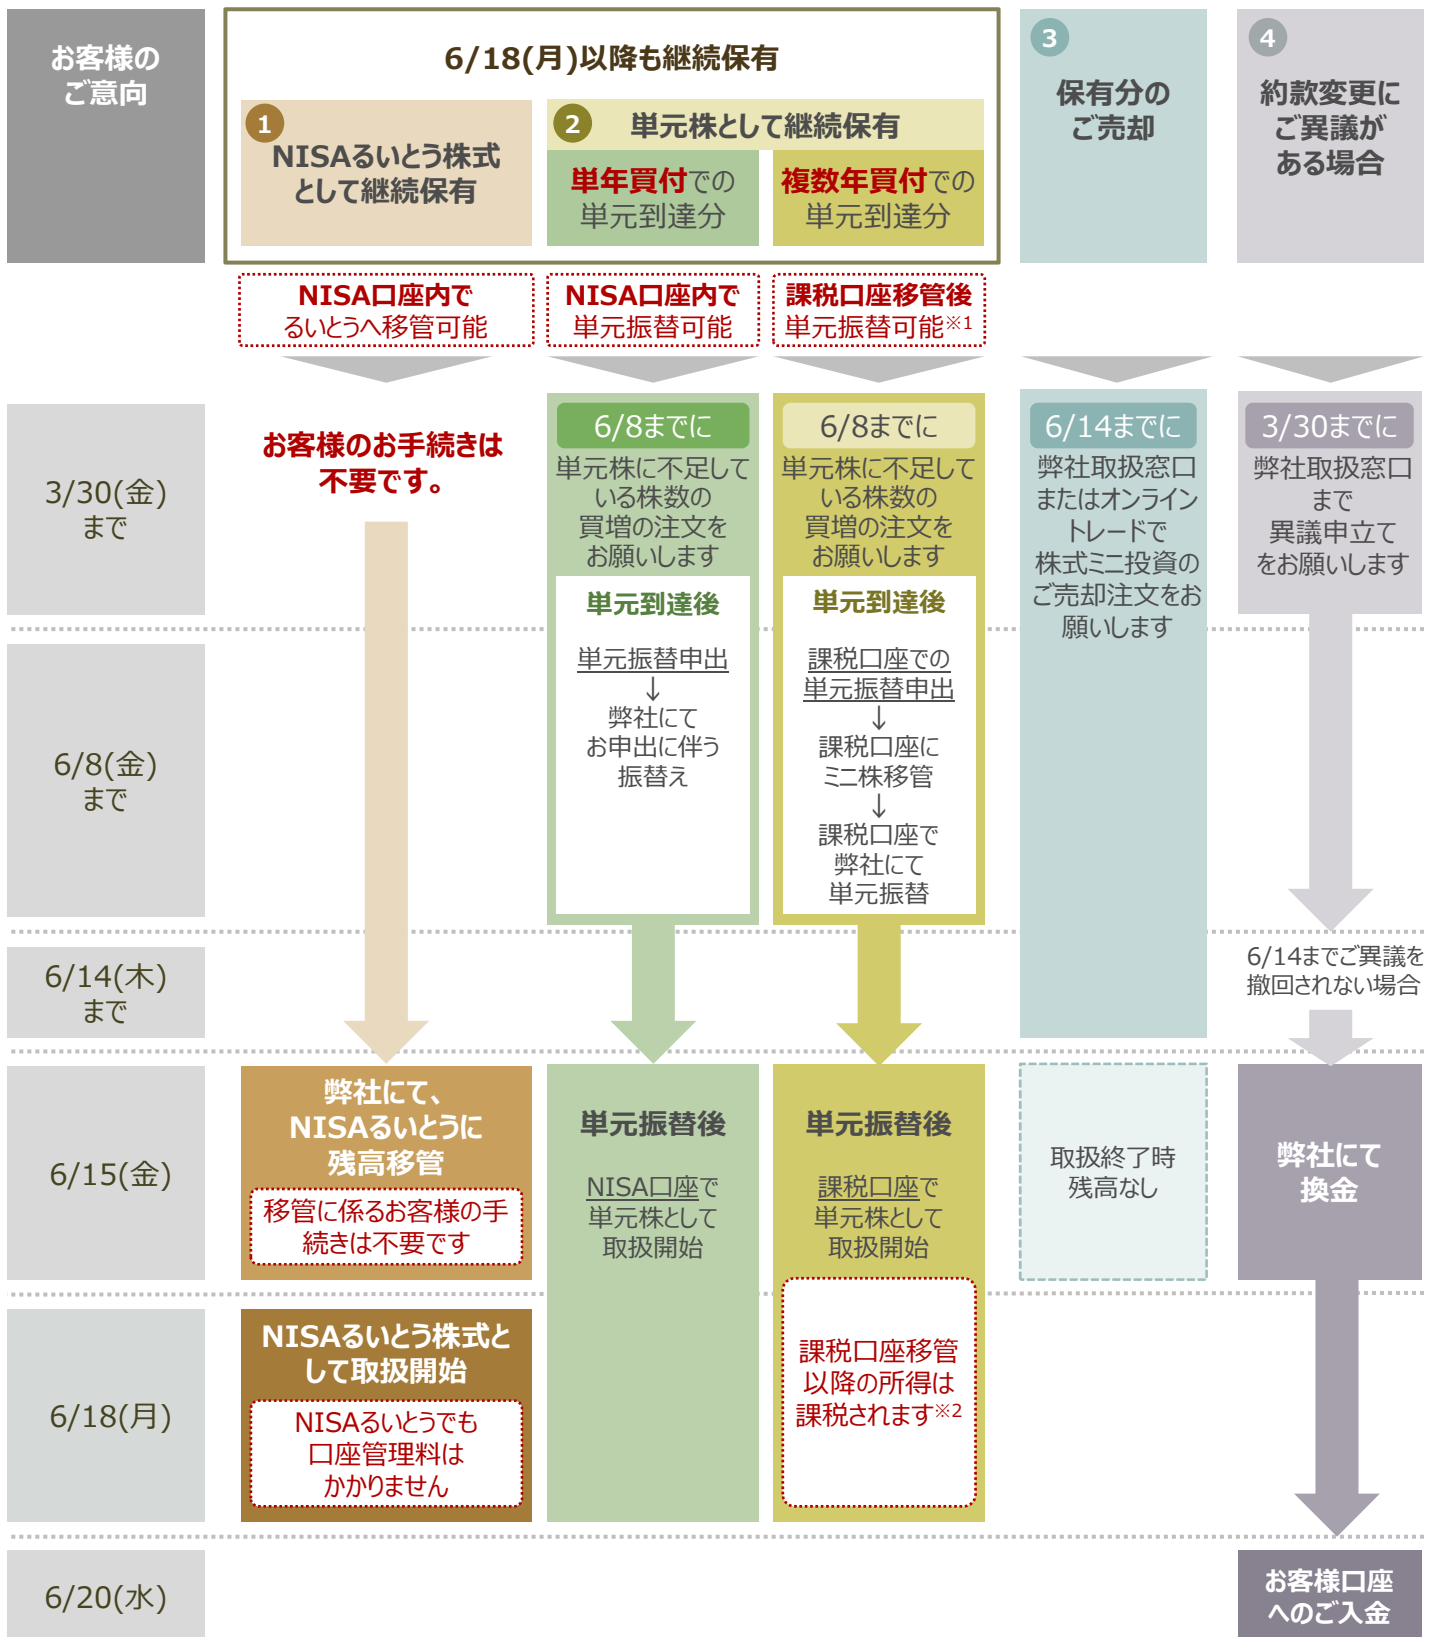 お客様の
ご意向
6/18(月)以降も継続保有
1
NISAるいとう株式
として継続保有
2
単元株として継続保有
単年買付での
単元到達分
複数年買付での
単元到達分
3
保有分の
ご売却
4
約款変更に
ご異議が
ある場合
NISA口座内で
るいとうへ移管可能
NISA口座内で
単元振替可能
課税口座移管後
単元振替可能※1
3/30(金)
まで
お客様のお手続きは
不要です。
6/8までに
単元株に不足して
いる株数の
買増の注文を
お願いします
単元到達後
単元振替申出
↓
弊社にて
お申出に伴う
振替え
6/8までに
単元株に不足して
いる株数の
買増の注文を
お願いします
単元到達後
課税口座での
単元振替申出
↓
課税口座に
ミニ株移管
↓
課税口座で
弊社にて
単元振替
6/14までに
弊社取扱窓口
またはオンライン
トレードで
株式ミニ投資の
ご売却注文をお
願いします
3/30までに
弊社取扱窓口
まで
異議申立て
をお願いします
6/8(金)
まで
6/14(木)
まで
6/14までご異議を
撤回されない場合
6/15(金)
弊社にて、
NISAるいとうに
残高移管
移管に係るお客様の手
続きは不要です
単元振替後
NISA口座で
単元株として
取扱開始
単元振替後
課税口座で
単元株として
取扱開始
取扱終了時
残高なし
弊社にて
換金
6/18(月)
NISAるいとう株式と
して取扱開始
NISAるいとうでも
口座管理料は
かかりません
課税口座移管
以降の所得は
課税されます※2
6/20(水)
お客様口座
へのご入金